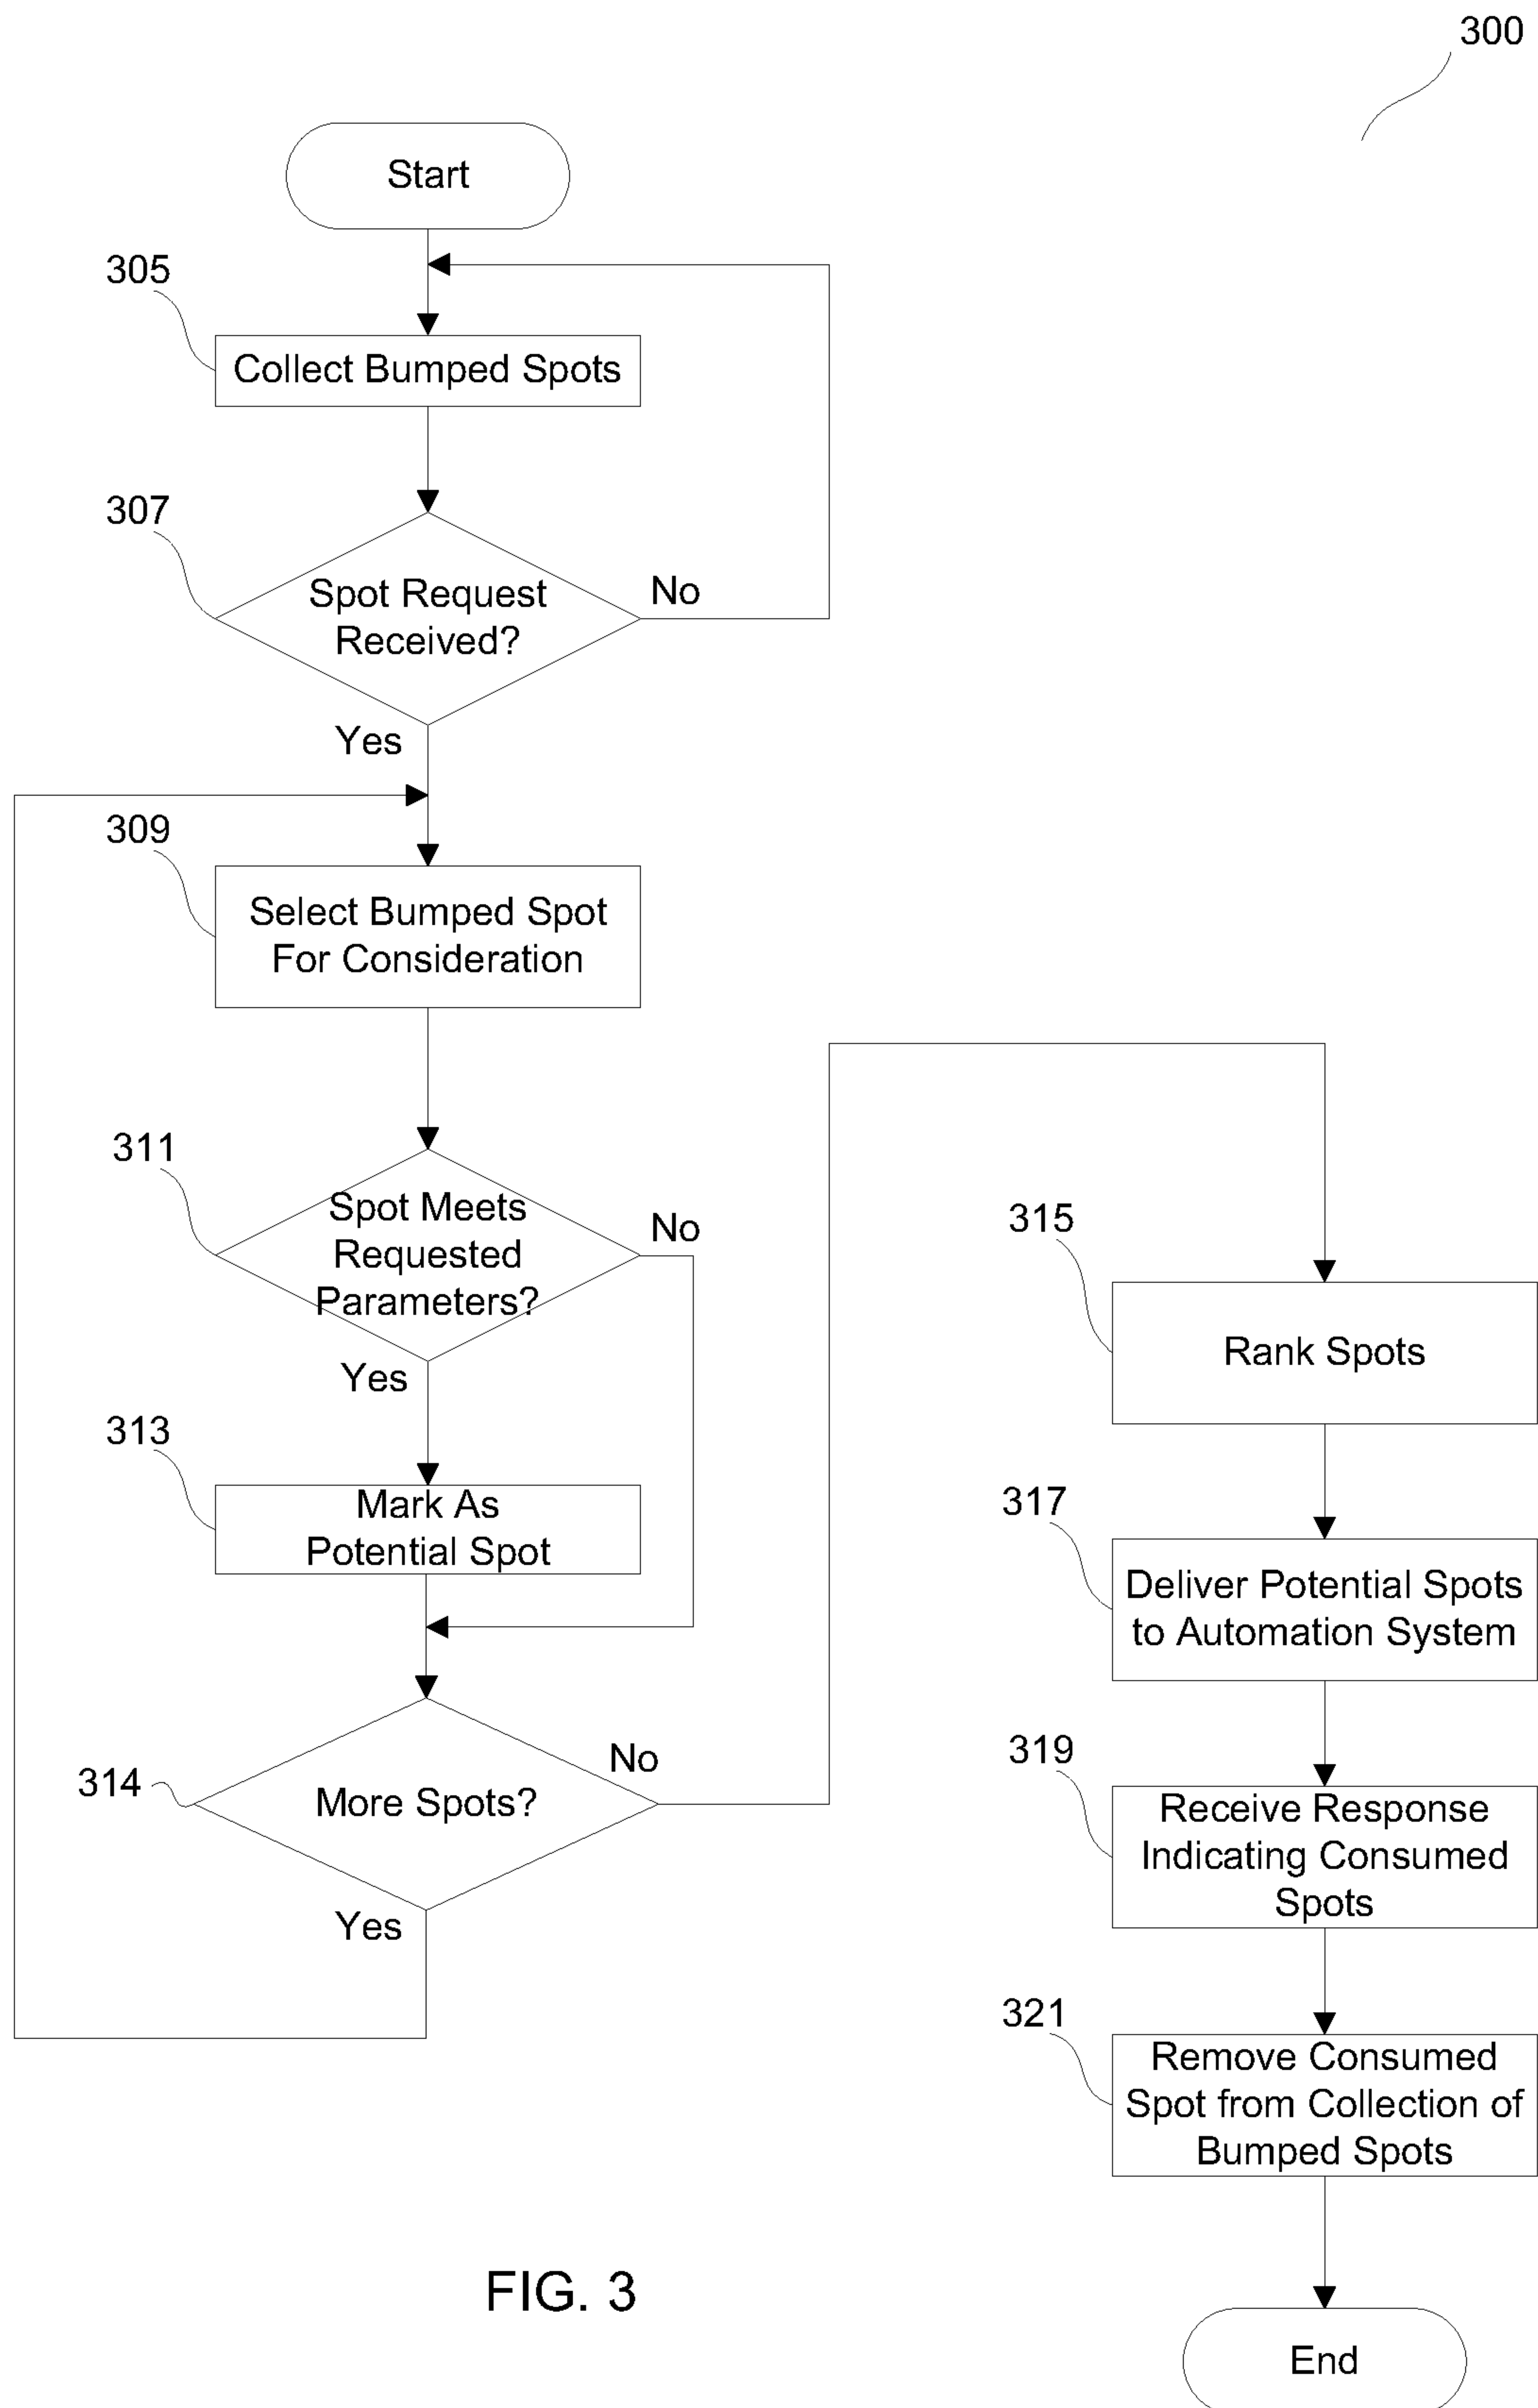 300
Start
305
Collect Bumped Spots
307
Spot Request
Received?
No
Yes
309
Select Bumped Spot
For Consideration
311
Spot Meets
Requested
Parameters?
No
Yes
313
Mark As
Potential Spot
314
More Spots?
No
Yes
315
Rank Spots
317
Deliver Potential Spots
to Automation System
319
Receive Response
Indicating Consumed
Spots
321
Remove Consumed
Spot from Collection of
Bumped Spots
End
FIG. 3